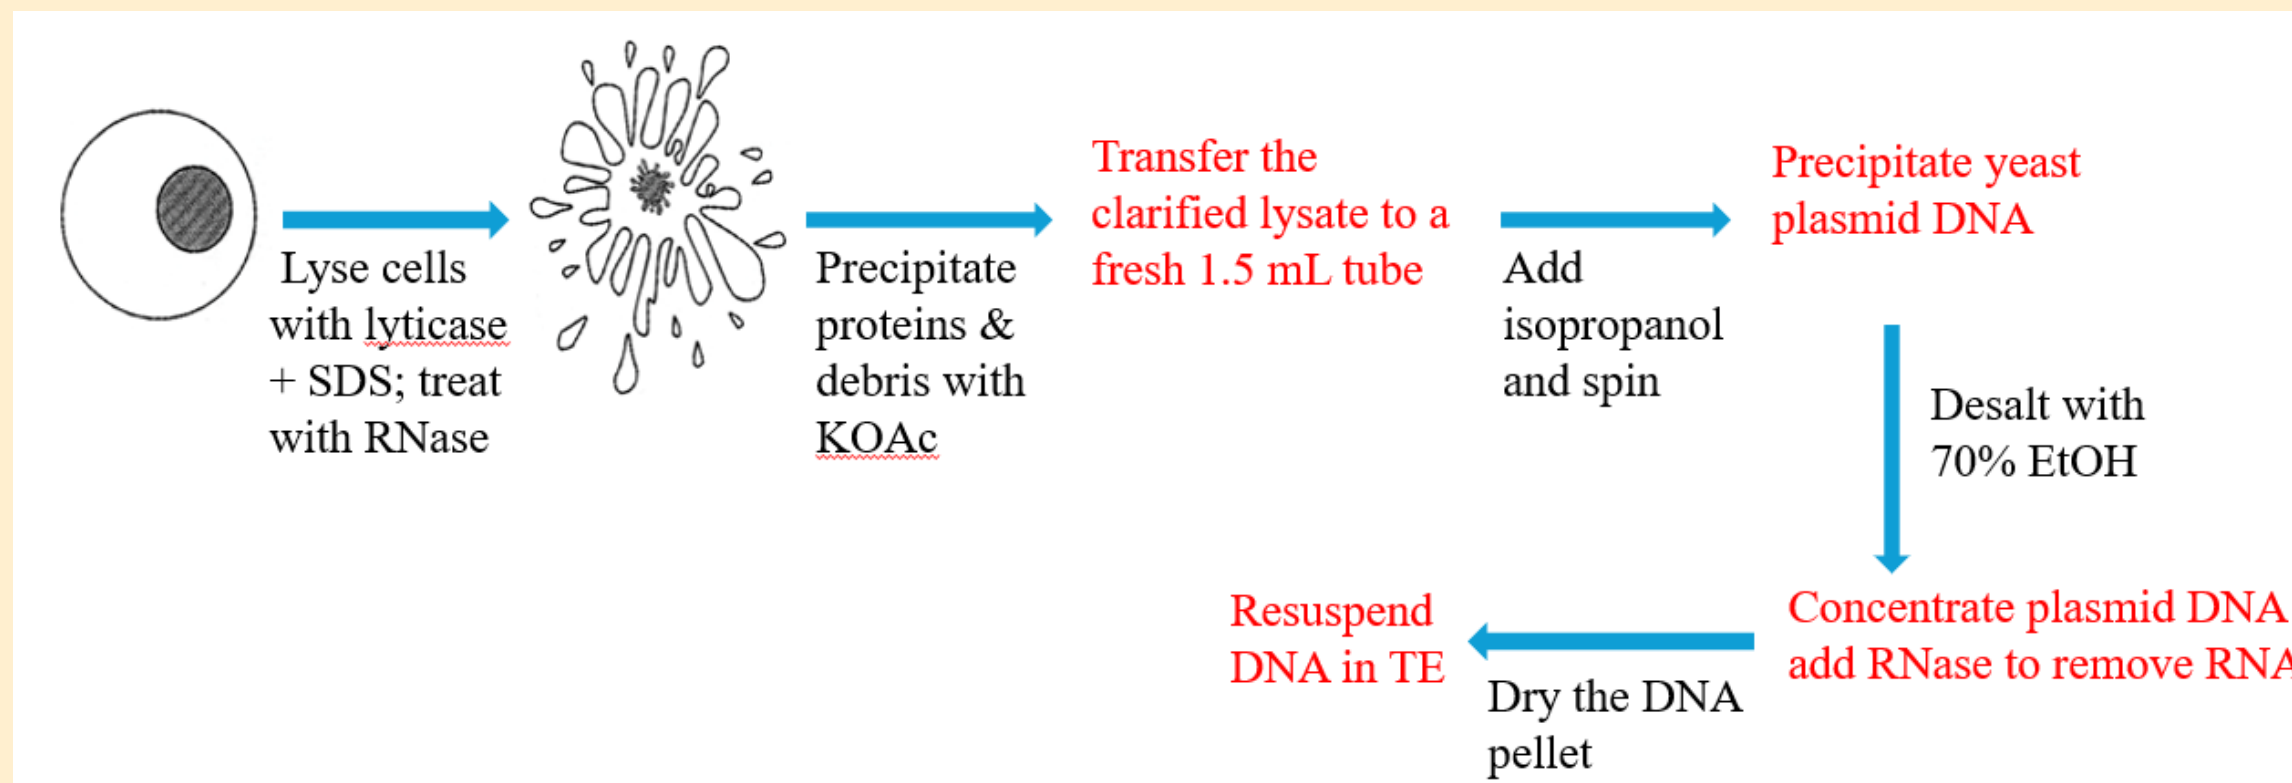 Lyse cells
with lyticase
+ SDS; treat
with RNase
Precipitate
proteins &
debris with
KOAc
Transfer the
clarified lysate to a
fresh 1.5 mL tube
Add
isopropanol
and spin
Precipitate yeast
plasmid DNA
Desalt with
70% EtOH
Concentrate plasmid DNA
add RNase to remove RNA
Dry the DNA
pellet
Resuspend
DNA in TE